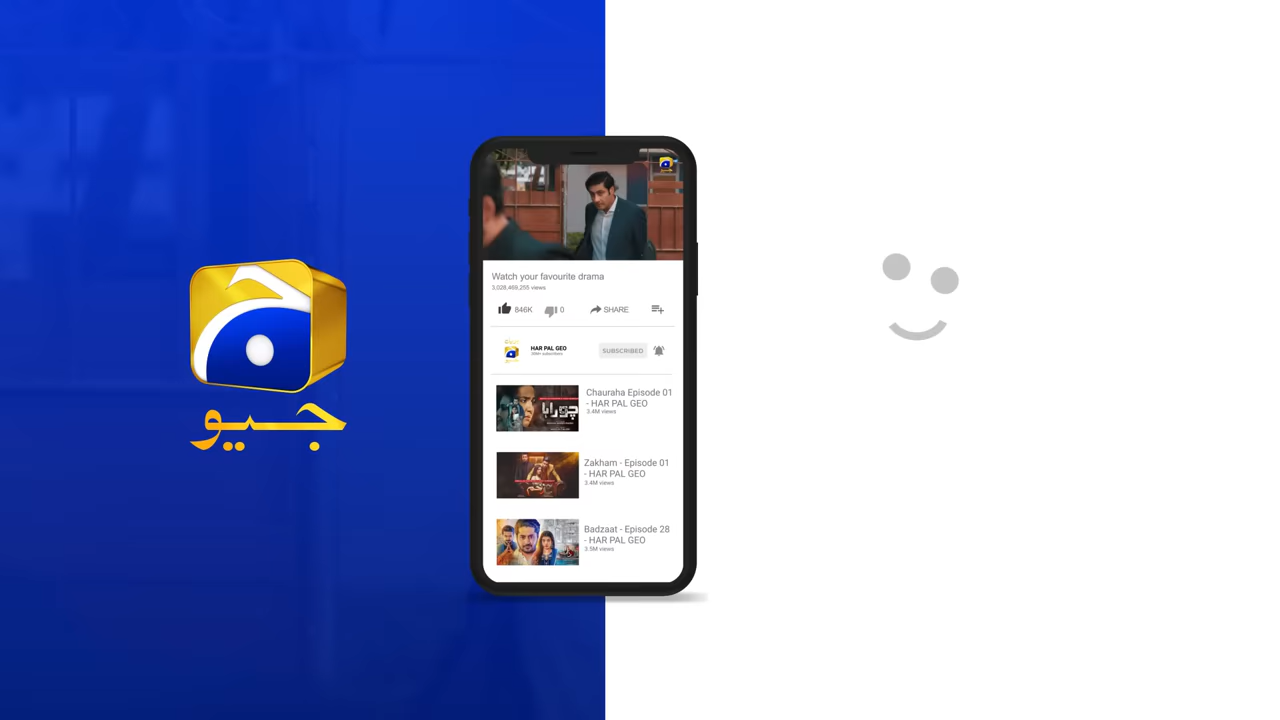 جیو
Watch your favourite drama
3,028,469,255 views
846K
0
SHARE
HAR PAL GEO
SUBSCRIBED
Chauraha Episode 01
- HAR PAL GEO
3.4M views
چوراہا
Zakham - Episode 01
- HAR PAL GEO
3.4M views
Badzaat - Episode 28
- HAR PAL GEO
3.5M views